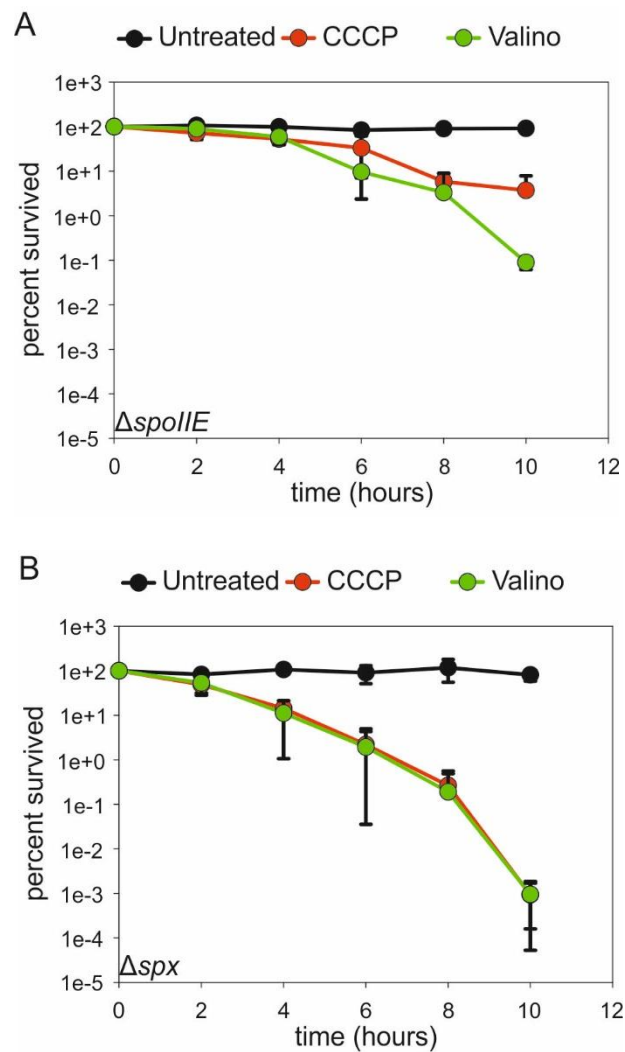 A
Untreated CCCP Valino
1e+3
1e+2
1e+1
1e+0
1e-1
1e-2
1e-3
1e-4
1e-5
percent survived
ΔspoIIE
0 2 4 6 8 10 12
time (hours)
B
Untreated CCCP Valino
1e+3
1e+2
1e+1
1e+0
1e-1
1e-2
1e-3
1e-4
1e-5
percent survived
Δspx
0 2 4 6 8 10 12
time (hours)